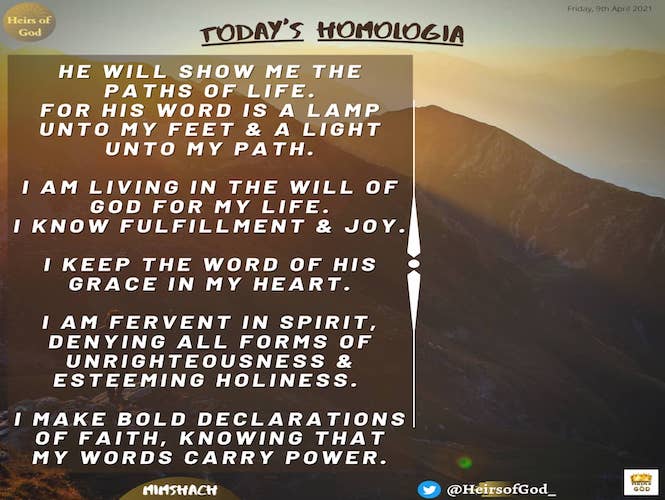 Heirs of
God
Friday, 9th April 2021
TODAY'S HOMOLOGIA
HE WILL SHOW ME THE
PATHS OF LIFE.
FOR HIS WORD IS A LAMP
UNTO MY FEET & A LIGHT
UNTO MY PATH.
I AM LIVING IN THE WILL OF
GOD FOR MY LIFE.
I KNOW FULFILLMENT & JOY.
I KEEP THE WORD OF HIS
GRACE IN MY HEART.
I AM FERVENT IN SPIRIT,
DENYING ALL FORMS OF
UNRIGHTEOUSNESS &
ESTEEMING HOLINESS.
I MAKE BOLD DECLARATIONS
OF FAITH, KNOWING THAT
MY WORDS CARRY POWER.
MIMSHACH
@HeirsofGod_
GOD